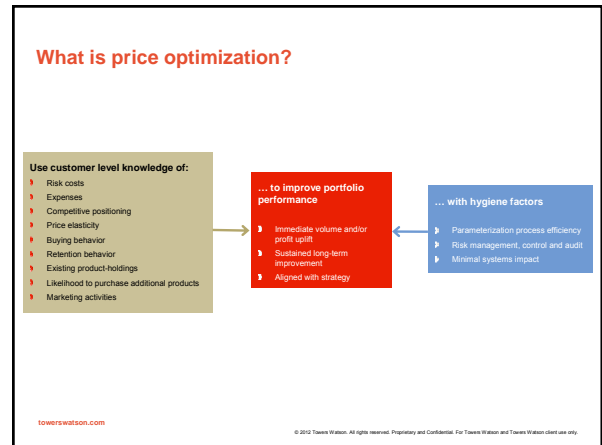 What is price optimization?
Use customer level knowledge of:
Risk costs
Expenses
Competitive positioning
Price elasticity
Buying behavior
Retention behavior
Existing product-holdings
Likelihood to purchase additional products
Marketing activities
… to improve portfolio
performance
Immediate volume and/or
profit uplift
Sustained long-term
improvement
Aligned with strategy
… with hygiene factors
Parameterization process efficiency
Risk management, control and audit
Minimal systems impact
towerswatson.com
© 2012 Towers Watson. All rights reserved. Proprietary and Confidential. For Towers Watson and Towers Watson client use only.